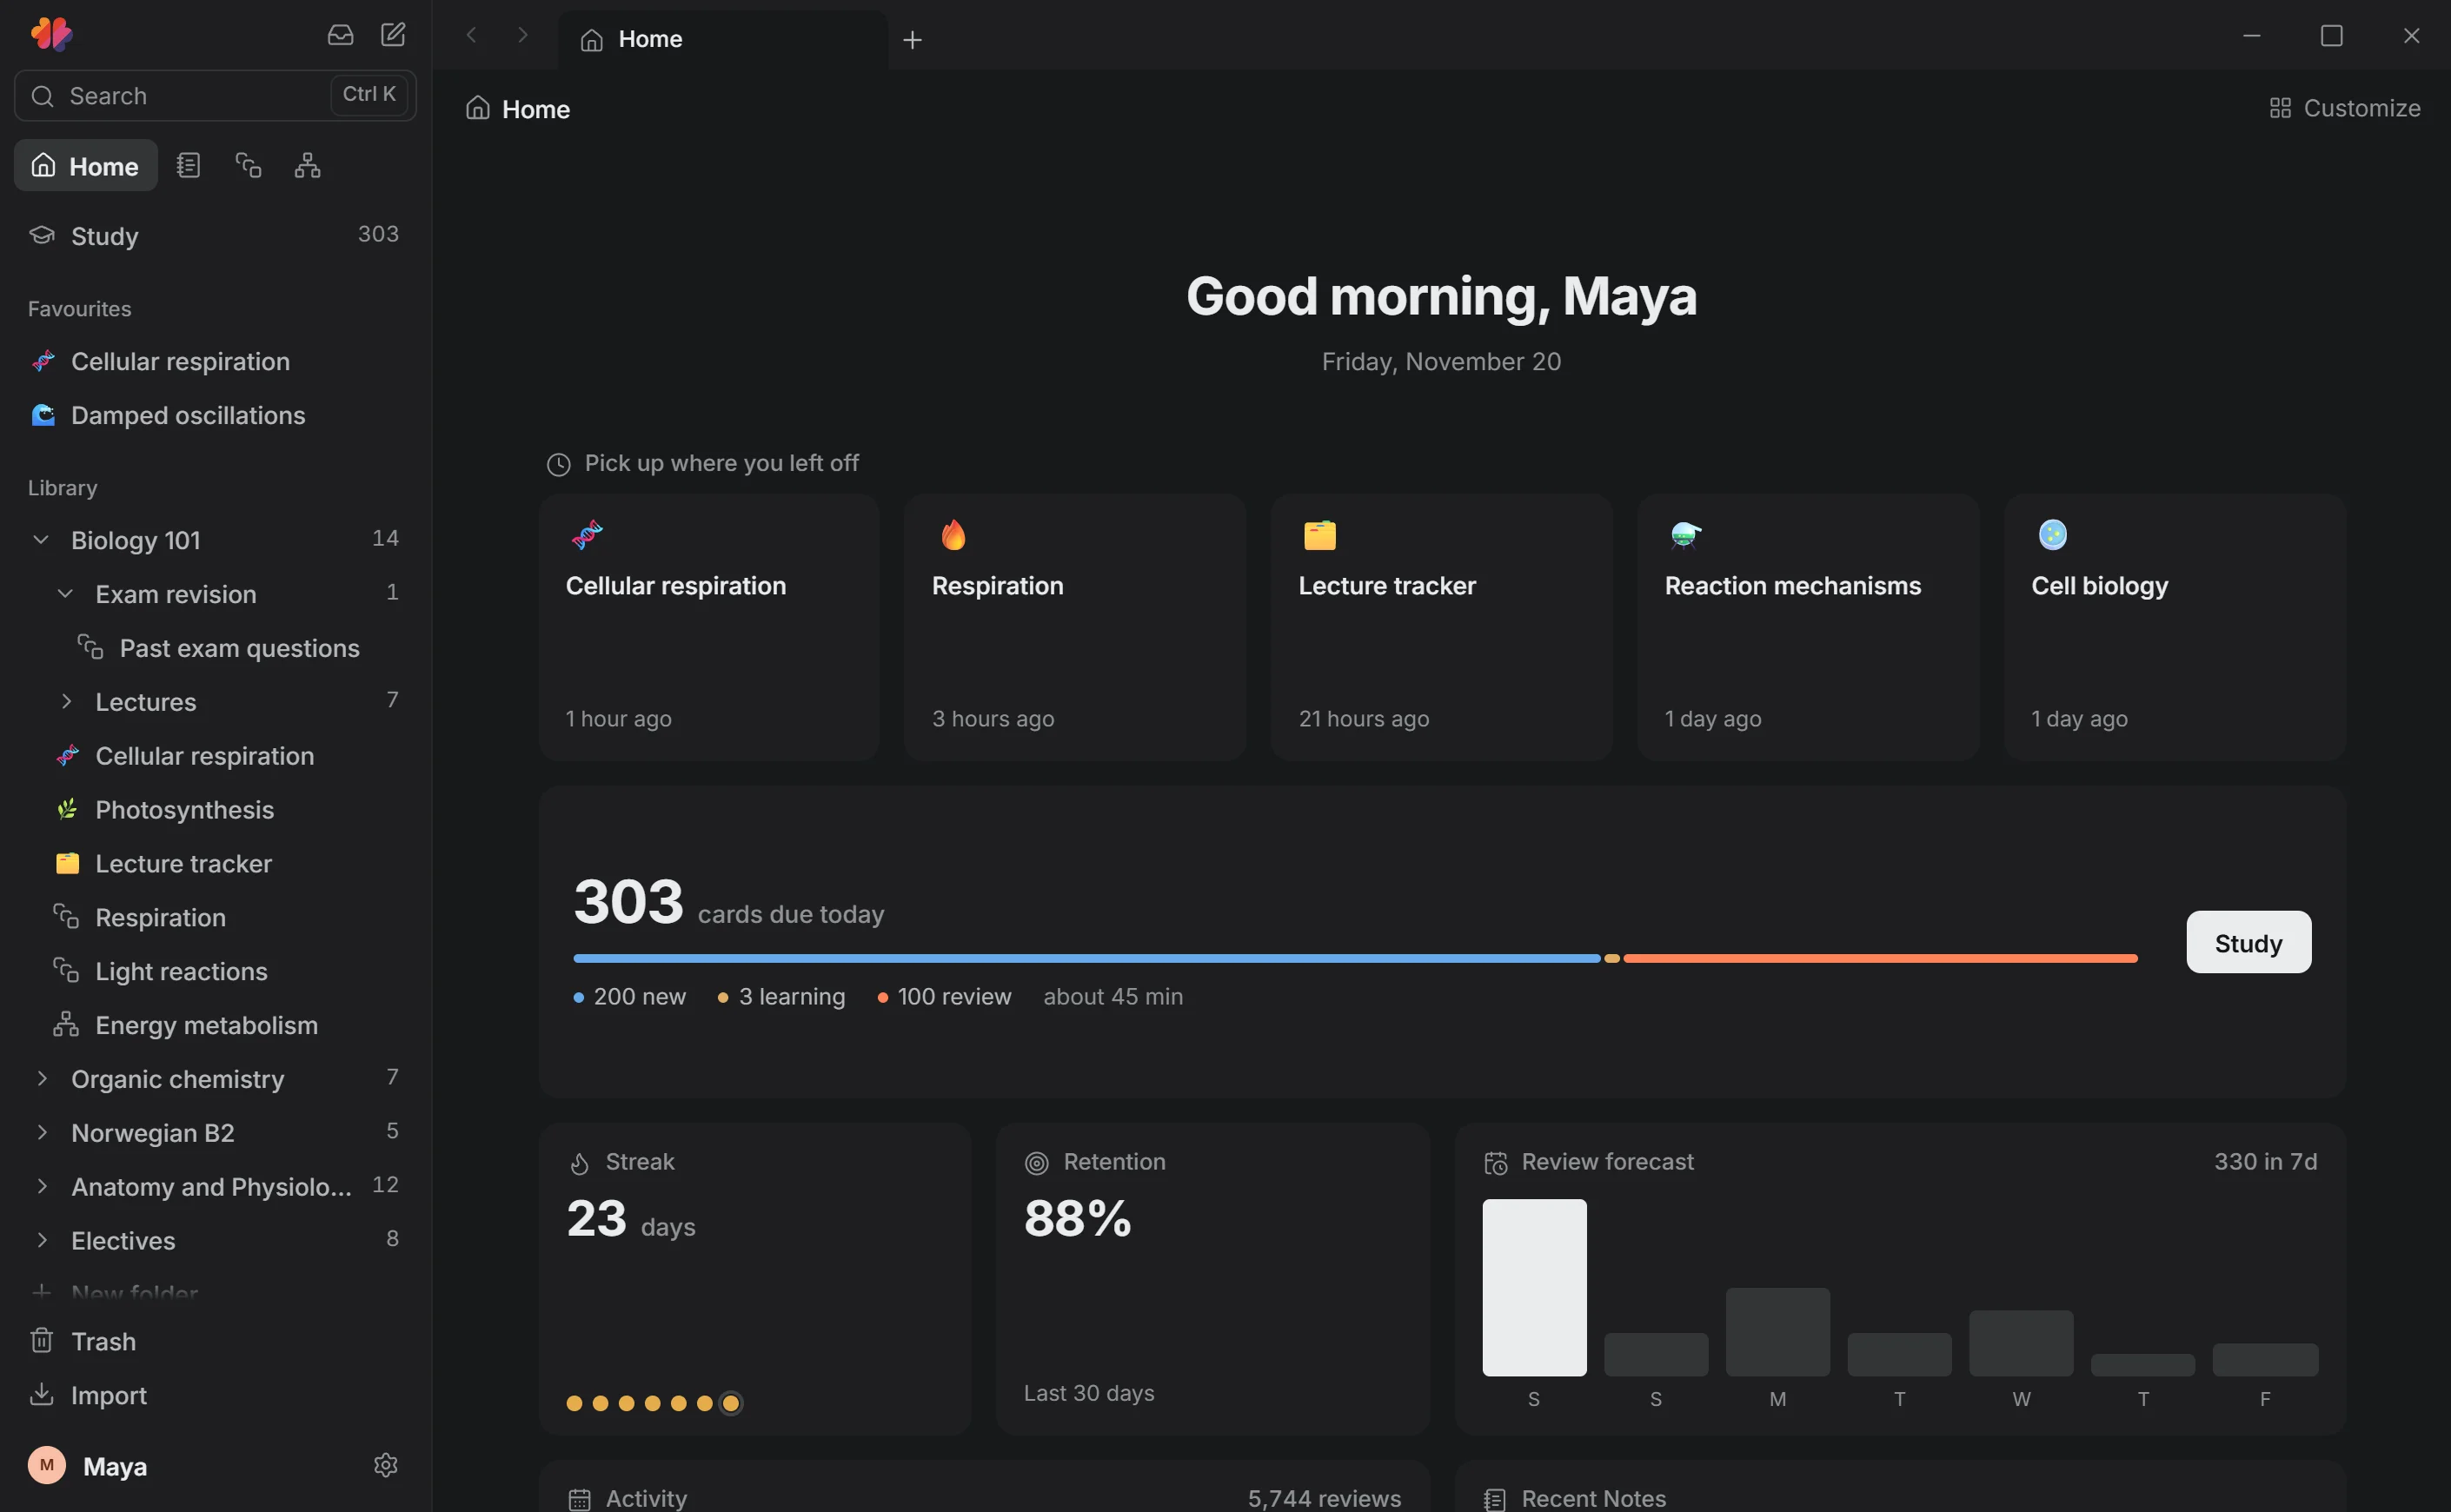 Home
Search
Ctrl K
Home
Study
303
Favourites
Cellular respiration
Damped oscillations
Library
Biology 101
14
Exam revision
1
Past exam questions
Lectures
7
Cellular respiration
Photosynthesis
Lecture tracker
Respiration
Light reactions
Energy metabolism
Organic chemistry
7
Norwegian B2
5
Anatomy and Physiolo...
12
Electives
8
New folder
Trash
Import
M
Maya
Home
Customize
Good morning, Maya
Friday, November 20
Pick up where you left off
Cellular respiration
1 hour ago
Respiration
3 hours ago
Lecture tracker
21 hours ago
Reaction mechanisms
1 day ago
Cell biology
1 day ago
303 cards due today
200 new
3 learning
100 review
about 45 min
Study
Streak
23 days
Retention
88%
Last 30 days
Review forecast
330 in 7d
S
S
M
T
W
T
F
Activity
5,744 reviews
Recent Notes